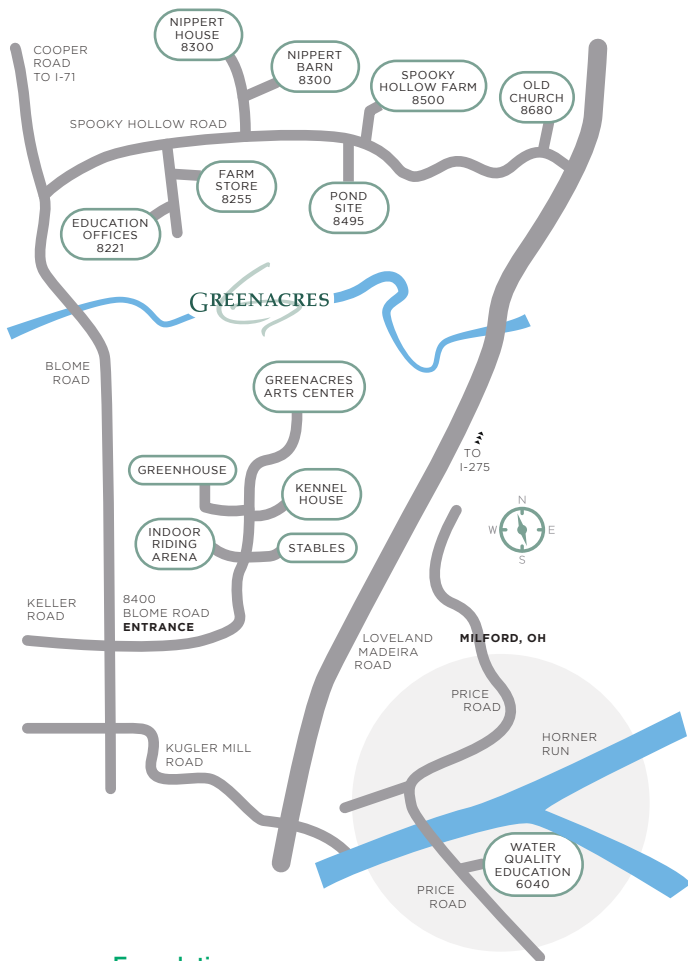 NIPPERT
HOUSE
8300
COOPER
ROAD
TO I-71
NIPPERT
BARN
8300
SPOOKY
HOLLOW FARM
8500
OLD
CHURCH
8680
SPOOKY HOLLOW ROAD
FARM
STORE
8255
POND
SITE
8495
EDUCATION
OFFICES
8221
GREENACRES
BLOME
ROAD
GREENACRES
ARTS CENTER
TO
I-275
GREENHOUSE
KENNEL
HOUSE
N
W
E
S
INDOOR
RIDING
ARENA
STABLES
KELLER
ROAD
8400
BLOME ROAD
ENTRANCE
LOVELAND
MADEIRA
ROAD
MILFORD, OH
PRICE
ROAD
HORNER
RUN
KUGLER MILL
ROAD
WATER
QUALITY
EDUCATION
6040
PRICE
ROAD